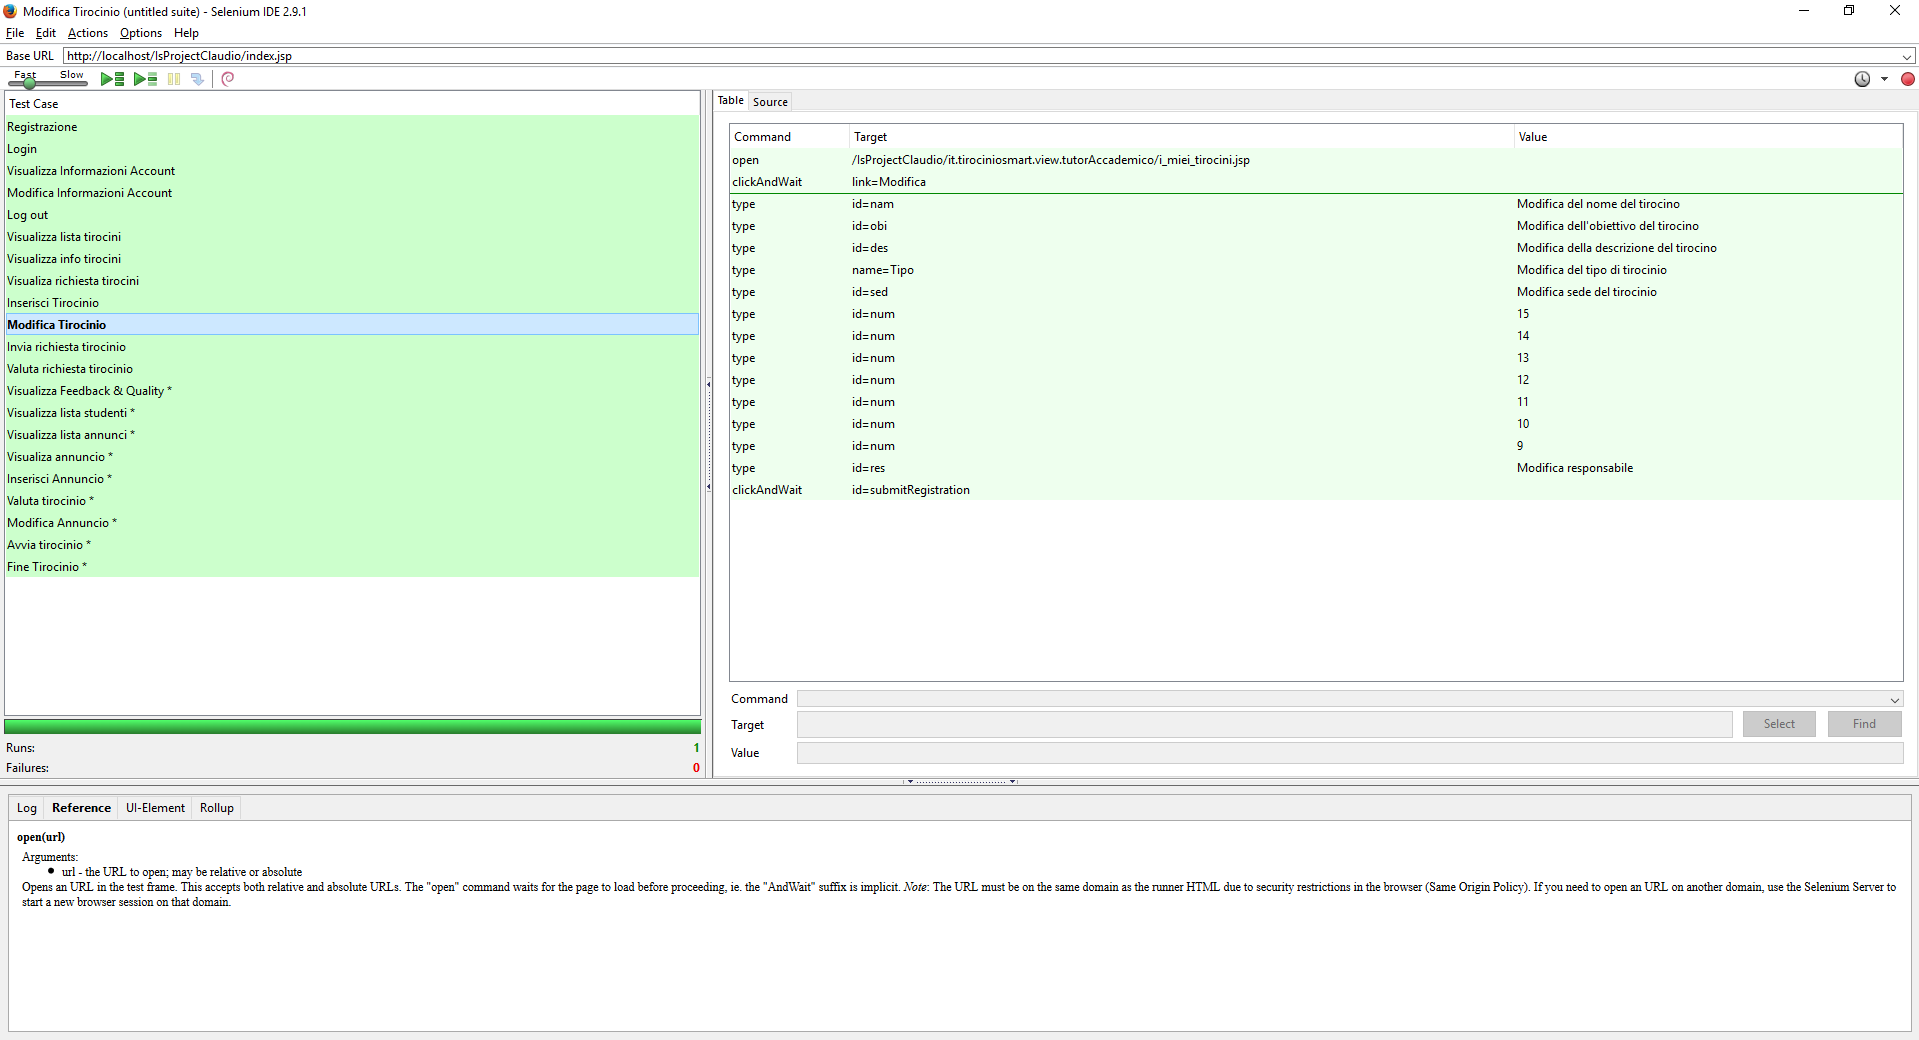 Modifica Tirocinio (untitled suite) - Selenium IDE 2.9.1
File Edit Actions Options Help
Base URL http://localhost/IsProjectClaudio/index.jsp
Fast Slow
Test Case
Registrazione
Login
Visualizza Informazioni Account
Modifica Informazioni Account
Log out
Visualizza lista tirocini
Visualizza info tirocini
Visualiza richiesta tirocini
Inserisci Tirocinio
Modifica Tirocinio
Invia richiesta tirocinio
Valuta richiesta tirocinio
Visualizza Feedback & Quality *
Visualizza lista studenti *
Visualizza lista annunci *
Visualiza annuncio *
Inserisci Annuncio *
Valuta tirocinio *
Modifica Annuncio *
Avvia tirocinio *
Fine Tirocinio *
Runs: 1
Failures: 0
Table Source
Command Target Value
open /IsProjectClaudio/it.tirociniosmart.view.tutorAccademico/i_miei_tirocini.jsp
clickAndWait link=Modifica
type id=nam Modifica del nome del tirocino
type id=obi Modifica dell'obiettivo del tirocino
type id=des Modifica della descrizione del tirocino
type name=Tipo Modifica del tipo di tirocinio
type id=sed Modifica sede del tirocinio
type id=num 15
type id=num 14
type id=num 13
type id=num 12
type id=num 11
type id=num 10
type id=num 9
type id=res Modifica responsabile
clickAndWait id=submitRegistration
Command
Target Select Find
Value
Log Reference UI-Element Rollup
open(url)
Arguments:
• url - the URL to open; may be relative or absolute
Opens an URL in the test frame. This accepts both relative and absolute URLs. The "open" command waits for the page to load before proceeding, ie. the "AndWait" suffix is implicit. Note: The URL must be on the same domain as the runner HTML due to security restrictions in the browser (Same Origin Policy). If you need to open an URL on another domain, use the Selenium Server to
start a new browser session on that domain.